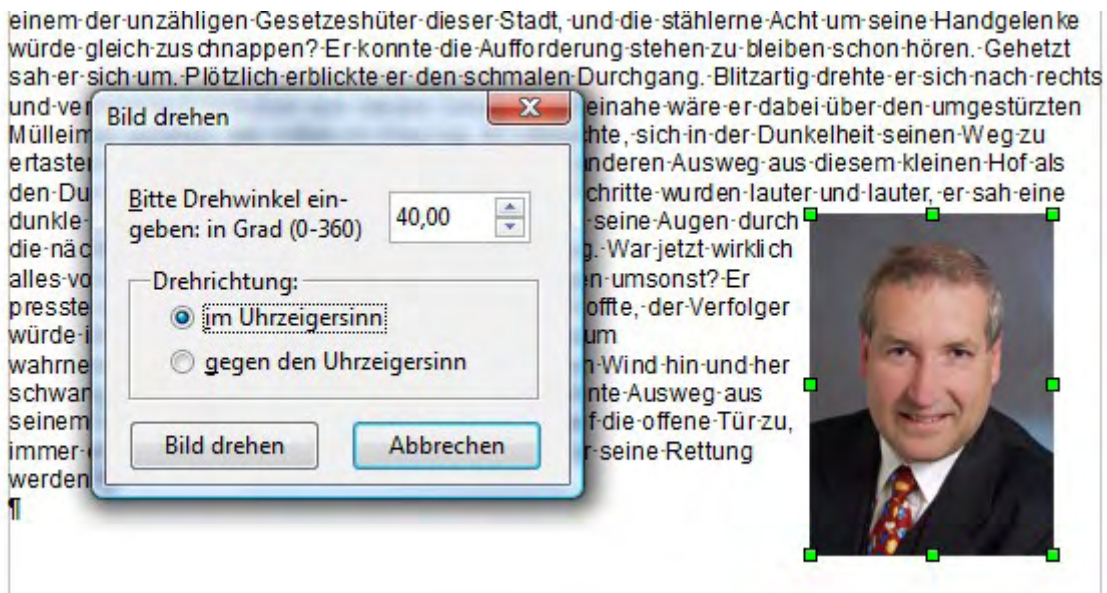 einem·der·unzähligen·Gesetzeshüter·dieser·Stadt,·und·die·stählerne·Acht·um·seine·Handgelenke
würde·gleich·zuschnappen?·Er·konnte·die·Aufforderung·stehen·zu·bleiben·schon·hören.·Gehetzt
sah·er·sich·um.·Plötzlich·erblickte·er·den·schmalen·Durchgang.·Blitzartig·drehte·er·sich·nach·rechts
und·ver einahe·wäre·er·dabei·über·den·umgestürzten
Mülleim hte,·sich·in·der·Dunkelheit·seinen·Weg·zu
ertaster anderen·Ausweg·aus·diesem·kleinen·Hof·als
den·Du chritte·wurden·lauter·und·lauter,·er·sah·eine
dunkle· ·seine·Augen·durch
die·näc g.·War·jetzt·wirklich
alles·vo n·umsonst?·Er
presste offte,·der·Verfolger
würde·i um
wahrne ·Wind·hin·und·her
schwan nte·Ausweg·aus
seinem f·die·offene·Tür·zu,
immer· r·seine·Rettung
werden
¶
Bild drehen
Bitte Drehwinkel ein-
geben: in Grad (0-360)
40,00
Drehrichtung:
im Uhrzeigersinn
gegen den Uhrzeigersinn
Bild drehen
Abbrechen